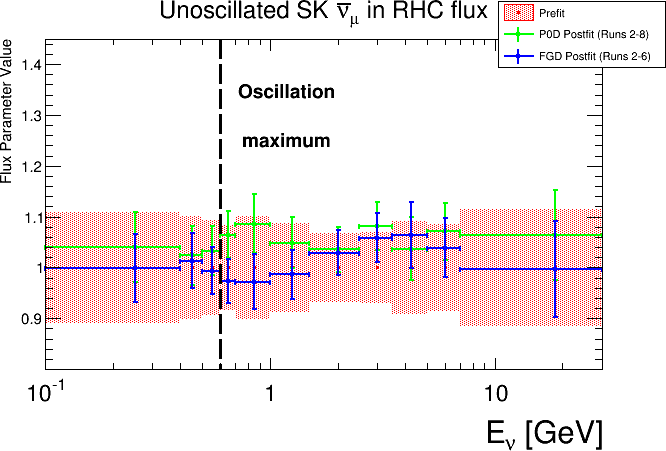 Unoscillated SK ν̅μ in RHC flux
Prefit
P0D Postfit (Runs 2-8)
FGD Postfit (Runs 2-6)
Flux Parameter Value
1.4
1.3
1.2
1.1
1
0.9
Oscillation
maximum
10⁻¹ 1 10
Eν [GeV]